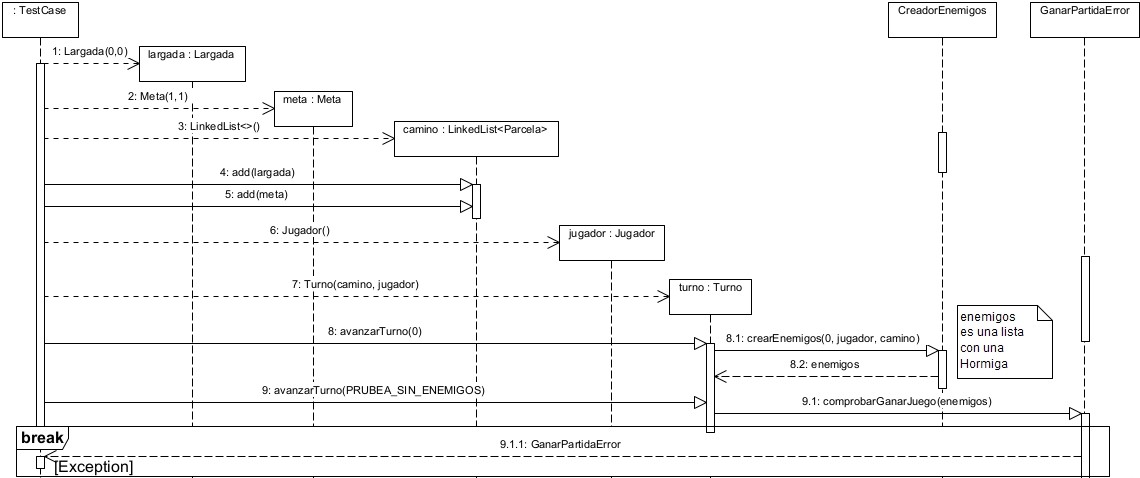 : TestCase
CreadorEnemigos
GanarPartidaError
1: Largada(0,0)
largada : Largada
2: Meta(1,1)
meta : Meta
3: LinkedList<>()
camino : LinkedList<Parcela>
4: add(largada)
5: add(meta)
6: Jugador()
jugador : Jugador
7: Turno(camino, jugador)
turno : Turno
8: avanzarTurno(0)
8.1: crearEnemigos(0, jugador, camino)
enemigos
es una lista
con una
Hormiga
8.2: enemigos
9: avanzarTurno(PRUBEA_SIN_ENEMIGOS)
9.1: comprobarGanarJuego(enemigos)
break
9.1.1: GanarPartidaError
[Exception]